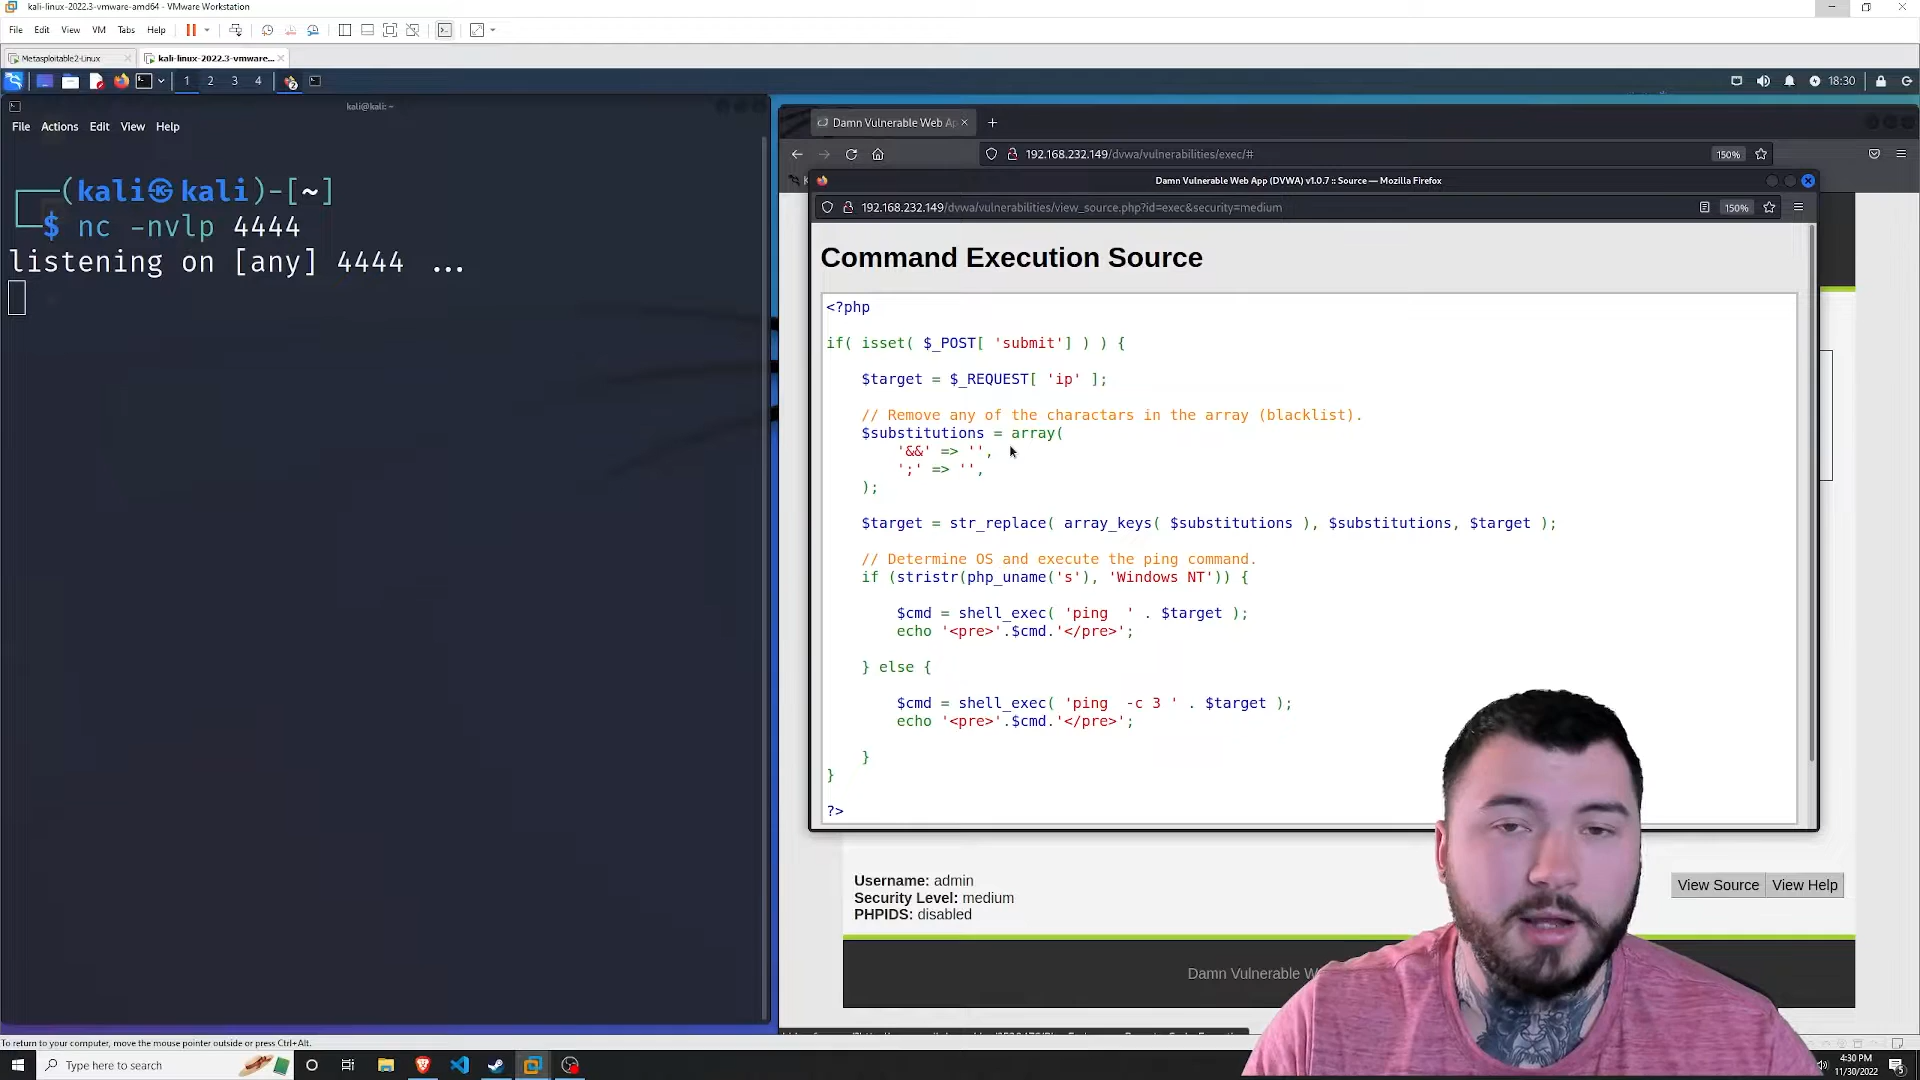 kali-linux-2022.3-vmware-amd64 - VMware Workstation
File Edit View VM Tabs Help
Metasploitable2-Linux
kali-linux-2022.3-vmware...
1 2 3 4
18:30
kali@kali: ~
File Actions Edit View Help
(kali㉿kali)-[~]
$ nc -nvlp 4444
listening on [any] 4444 ...
Damn Vulnerable Web Ap
192.168.232.149/dvwa/vulnerabilities/exec/#
150%
Damn Vulnerable Web App (DVWA) v1.0.7 :: Source — Mozilla Firefox
192.168.232.149/dvwa/vulnerabilities/view_source.php?id=exec&security=medium
150%
Command Execution Source
<?php
if( isset( $_POST[ 'submit'] ) ) {
$target = $_REQUEST[ 'ip' ];
// Remove any of the charactars in the array (blacklist).
$substitutions = array(
'&&' => '',
';' => '',
);
$target = str_replace( array_keys( $substitutions ), $substitutions, $target );
// Determine OS and execute the ping command.
if (stristr(php_uname('s'), 'Windows NT')) {
$cmd = shell_exec( 'ping  ' . $target );
echo '<pre>'.$cmd.'</pre>';
} else {
$cmd = shell_exec( 'ping  -c 3 ' . $target );
echo '<pre>'.$cmd.'</pre>';
}
}
?>
Username: admin
Security Level: medium
PHPIDS: disabled
View Source
View Help
Damn Vulnerable W
To return to your computer, move the mouse pointer outside or press Ctrl+Alt.
Type here to search
4:30 PM
11/30/2022